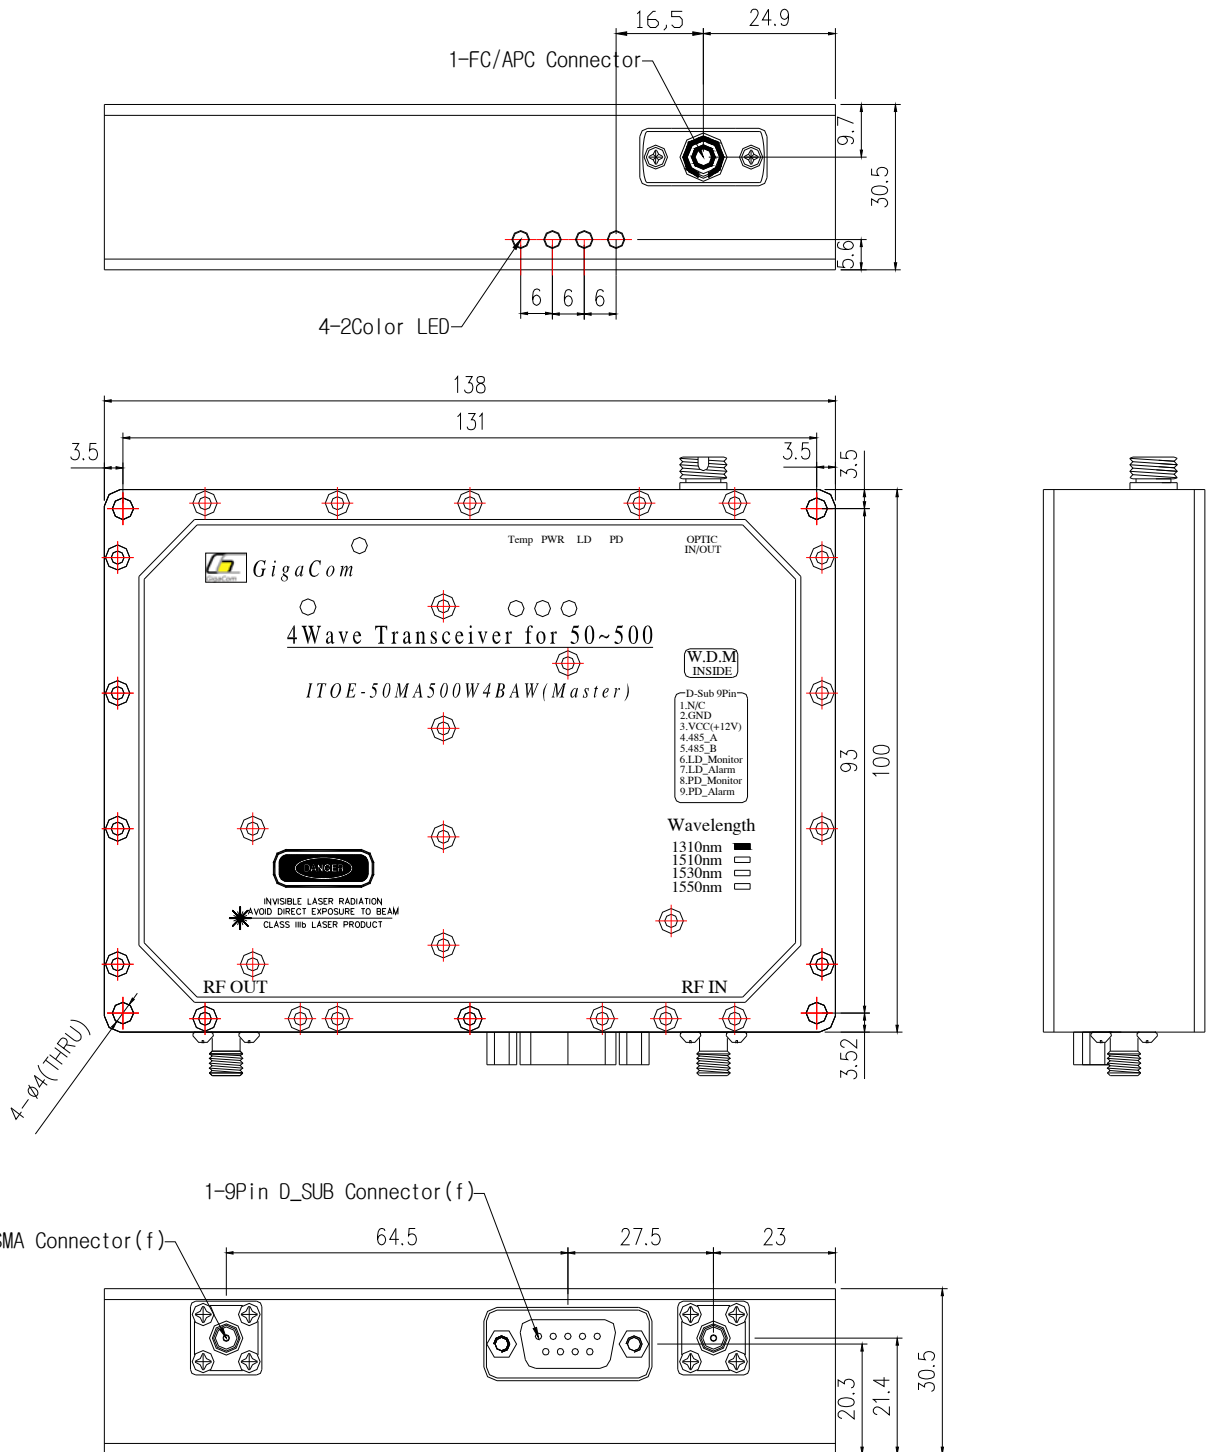 16,5
24.9
1-FC/APC Connector
9.7
30.5
5.6
6
6
6
4-2Color LED
138
131
3.5
3.5
3.5
Temp PWR LD PD
OPTIC
IN/OUT
GigaCom
GigaCom
4Wave Transceiver for 50~500
W.D.M
INSIDE
ITOE-50MA500W4BAW(Master)
D-Sub 9Pin
1.N/C
2.GND
3.VCC(+12V)
4.485_A
5.485_B
6.LD_Monitor
7.LD_Alarm
8.PD_Monitor
9.PD_Alarm
93
100
Wavelength
1310nm
1510nm
1530nm
1550nm
DANGER
INVISIBLE LASER RADIATION
AVOID DIRECT EXPOSURE TO BEAM
CLASS IIIb LASER PRODUCT
RF OUT
RF IN
4-ø4(THRU)
3.52
1-9Pin D_SUB Connector(f)
SMA Connector(f)
64.5
27.5
23
20.3
21.4
30.5